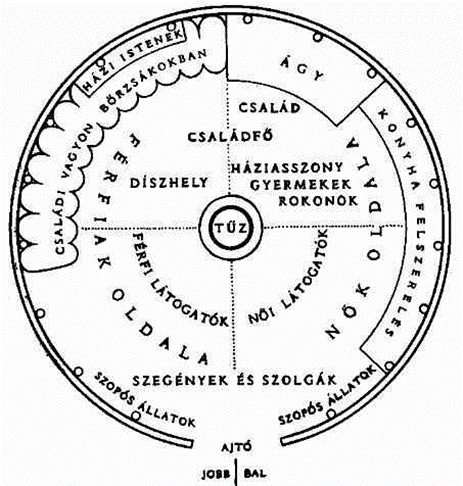 HÁZI ISTENEK
CSALÁDI VAGYON BŐRZSÁKOKBAN
ÁGY
KONYHA FELSZERELÉS
CSALÁD
CSALÁDFŐ
DÍSZHELY
HÁZIASSZONY
GYERMEKEK
ROKONOK
TŰZ
FÉRFIAK OLDALA
NŐK OLDALA
FÉRFI LÁTOGATÓK
NŐI LÁTOGATÓK
SZEGÉNYEK ÉS SZOLGÁK
SZOPÓS ÁLLATOK
SZOPÓS ÁLLATOK
AJTÓ
JOBB BAL